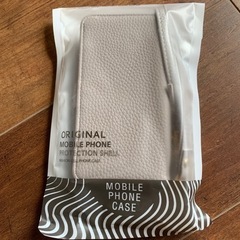 ORIGINAL
MOBILE PHONE
PROTECTION SHELL
MOBILE
PHONE
CASE